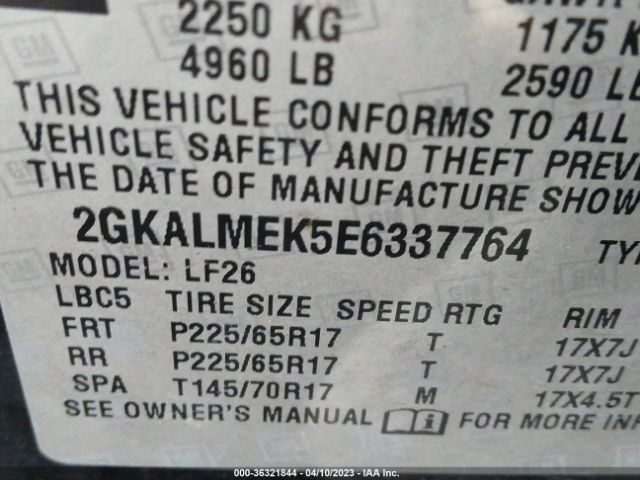 2250 KG
1175 K
4960 LB
2590 LB
THIS VEHICLE CONFORMS TO ALL
VEHICLE SAFETY AND THEFT PREVE
THE DATE OF MANUFACTURE SHOW
2GKALMEK5E6337764 TYP
MODEL: LF26
LBC5 TIRE SIZE SPEED RTG RIM
FRT P225/65R17 T 17X7J
RR P225/65R17 T 17X7J
SPA T145/70R17 M 17X4.5T
SEE OWNER'S MANUAL i FOR MORE INF
000-36321844 - 04/10/2023 - IAA Inc.